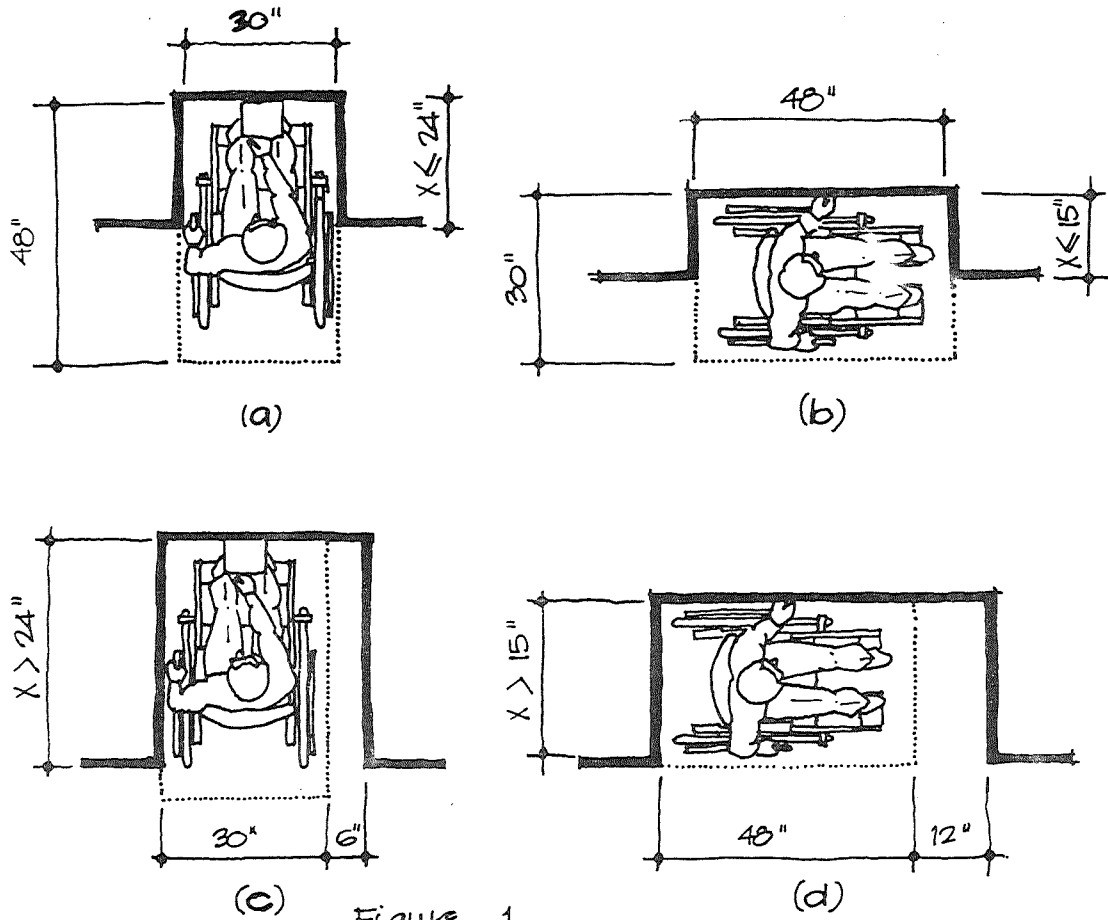 30"
48"
X ≤ 24"
(a)
48"
30"
X ≤ 15"
(b)
X > 24"
30"
6"
(c)
X > 15"
48"
12"
(d)
Figure 1